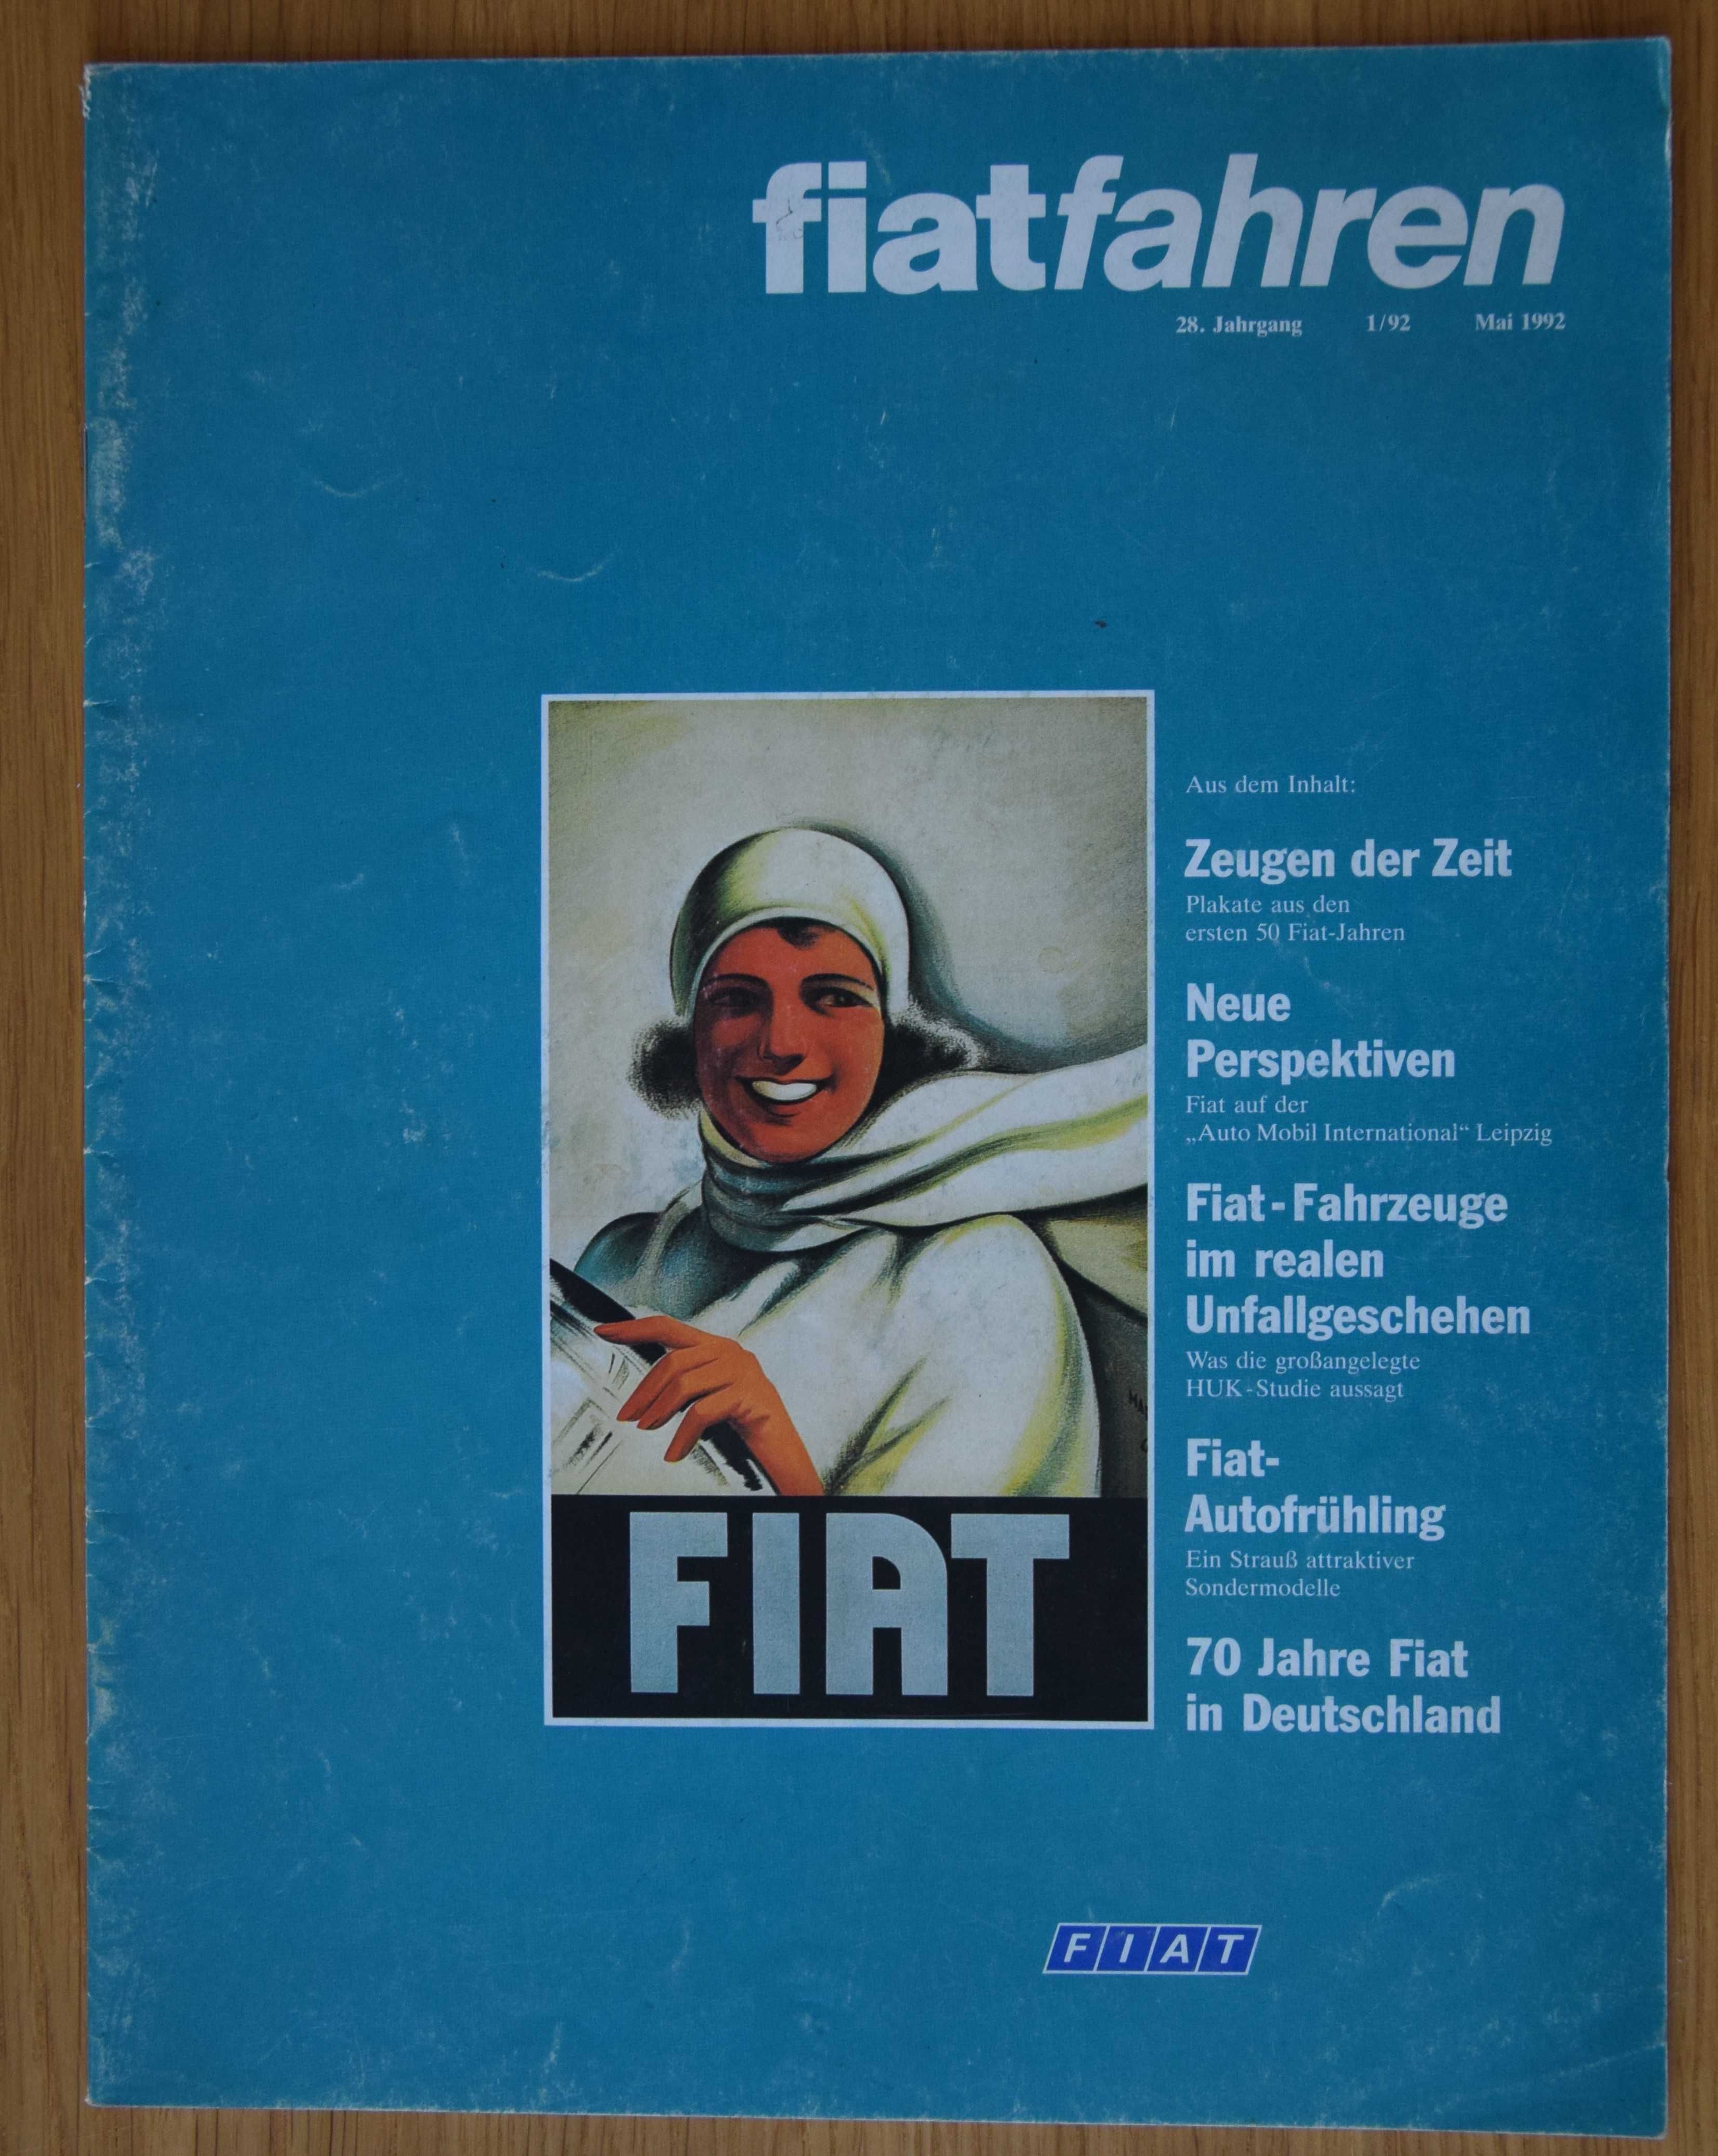 fiatfahren
28. Jahrgang 1/92 Mai 1992
Aus dem Inhalt:
Zeugen der Zeit
Plakate aus den
ersten 50 Fiat-Jahren
Neue
Perspektiven
Fiat auf der
„Auto Mobil International“ Leipzig
Fiat-Fahrzeuge
im realen
Unfallgeschehen
Was die großangelegte
HUK-Studie aussagt
Fiat-
Autofrühling
Ein Strauß attraktiver
Sondermodelle
70 Jahre Fiat
in Deutschland
FIAT
FIAT